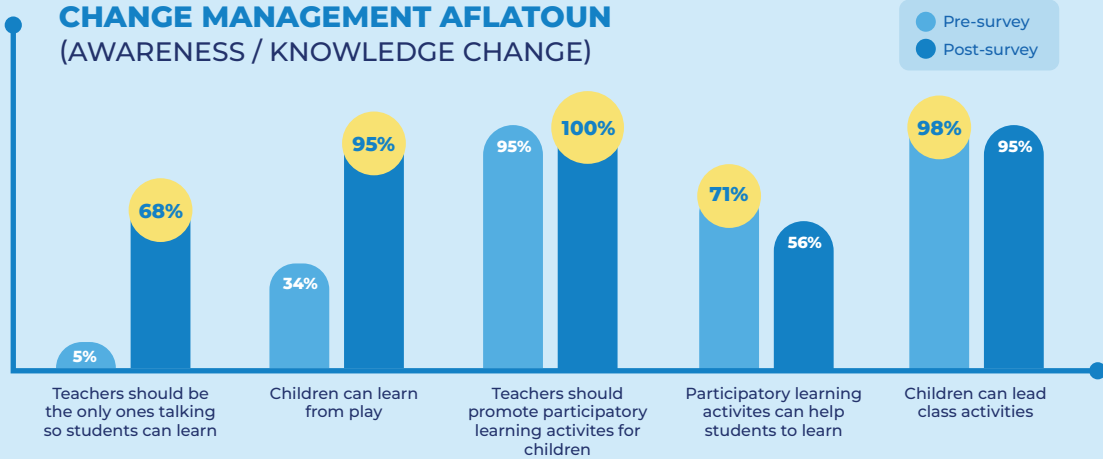 CHANGE MANAGEMENT AFLATOUN
(AWARENESS / KNOWLEDGE CHANGE)
Pre-survey
Post-survey
5%
68%
34%
95%
95%
100%
71%
56%
98%
95%
Teachers should be
the only ones talking
so students can learn
Children can learn
from play
Teachers should
promote participatory
learning activites for
children
Participatory learning
activites can help
students to learn
Children can lead
class activities